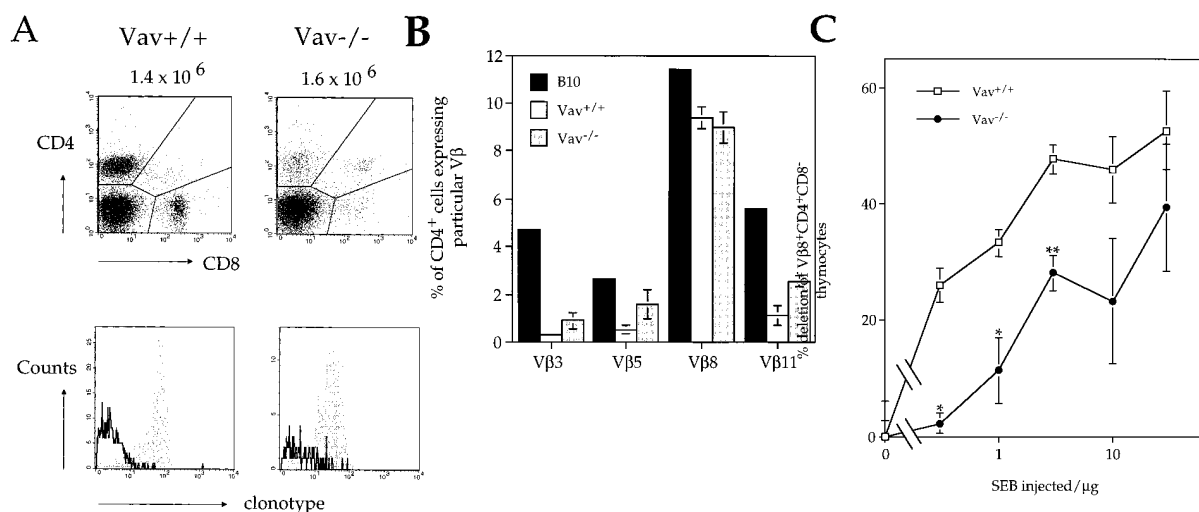 A
Vav+/+
Vav-/-
1.4 x 10 6
1.6 x 10 6
CD4
CD8
Counts
clonotype
B
% of CD4+ cells expressing
particular Vβ
12
10
8
6
4
2
0
B10
Vav+/+
Vav-/-
Vβ3
Vβ5
Vβ8
Vβ11
C
% deletion of Vβ8+CD4+CD8-
thymocytes
60
40
20
0
Vav+/+
Vav-/-
*
*
**
0
1
10
SEB injected/µg